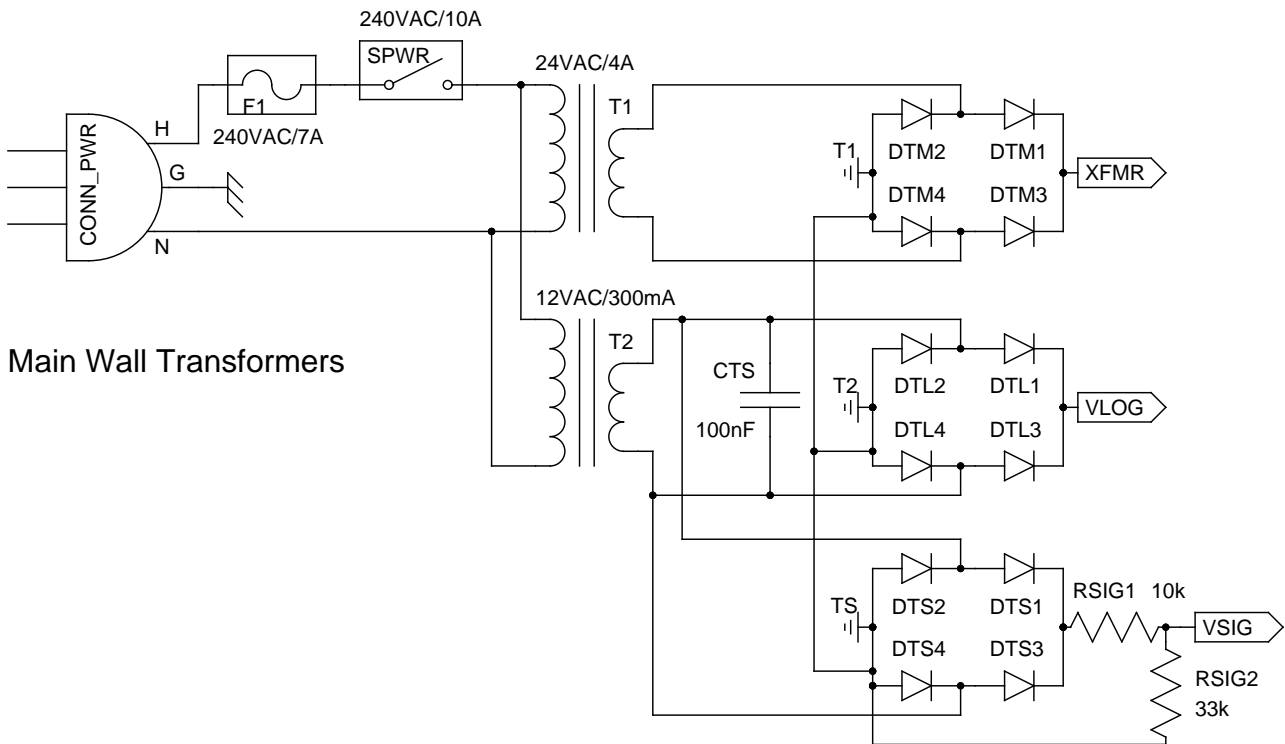 240VAC/10A
SPWR
F1
240VAC/7A
24VAC/4A
T1
CONN_PWR
H
G
N
T1
DTM2
DTM1
DTM4
DTM3
XFMR
12VAC/300mA
T2
Main Wall Transformers
CTS
100nF
T2
DTL2
DTL1
DTL4
DTL3
VLOG
TS
DTS2
DTS1
DTS4
DTS3
RSIG1 10k
VSIG
RSIG2
33k